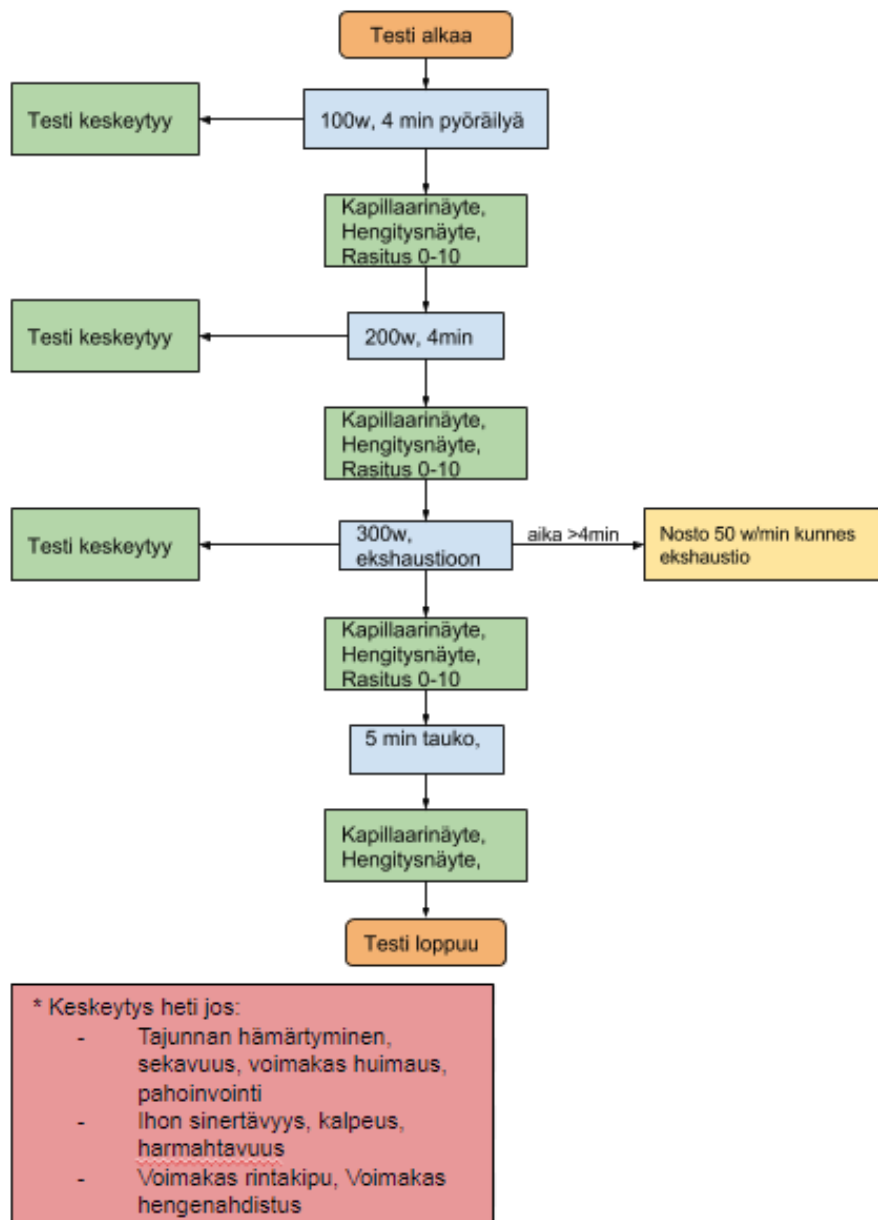 Testi alkaa
Testi keskeytyy
100w, 4 min pyöräilyä
Kapillaarinäyte,
Hengitysnäyte,
Rasitus 0-10
Testi keskeytyy
200w, 4min
Kapillaarinäyte,
Hengitysnäyte,
Rasitus 0-10
Testi keskeytyy
300w,
ekshaustioon
aika >4min
Nosto 50 w/min kunnes
ekshaustio
Kapillaarinäyte,
Hengitysnäyte,
Rasitus 0-10
5 min tauko,
Kapillaarinäyte,
Hengitysnäyte,
Testi loppuu
* Keskeytys heti jos:
- Tajunnan hämärtyminen,
sekavuus, voimakas huimaus,
pahoinvointi
- Ihon sinertävyys, kalpeus,
harmahtavuus
- Voimakas rintakipu, Voimakas
hengenahdistus